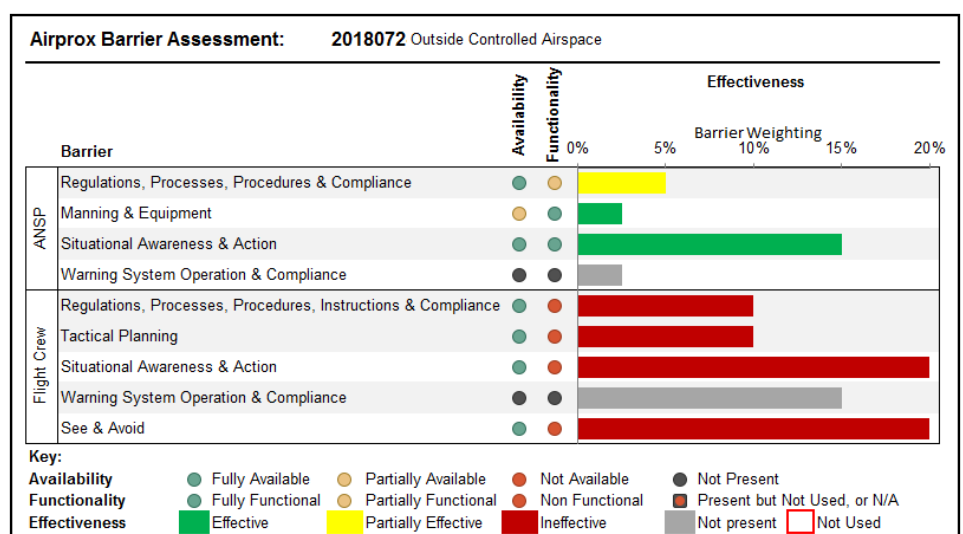 Airprox Barrier Assessment: 2018072 Outside Controlled Airspace
Availability
Functionality
Effectiveness
Barrier Weighting
Barrier
0% 5% 10% 15% 20%
ANSP
Regulations, Processes, Procedures & Compliance
Manning & Equipment
Situational Awareness & Action
Warning System Operation & Compliance
Flight Crew
Regulations, Processes, Procedures, Instructions & Compliance
Tactical Planning
Situational Awareness & Action
Warning System Operation & Compliance
See & Avoid
Key:
Availability Fully Available Partially Available Not Available Not Present
Functionality Fully Functional Partially Functional Non Functional Present but Not Used, or N/A
Effectiveness Effective Partially Effective Ineffective Not present Not Used